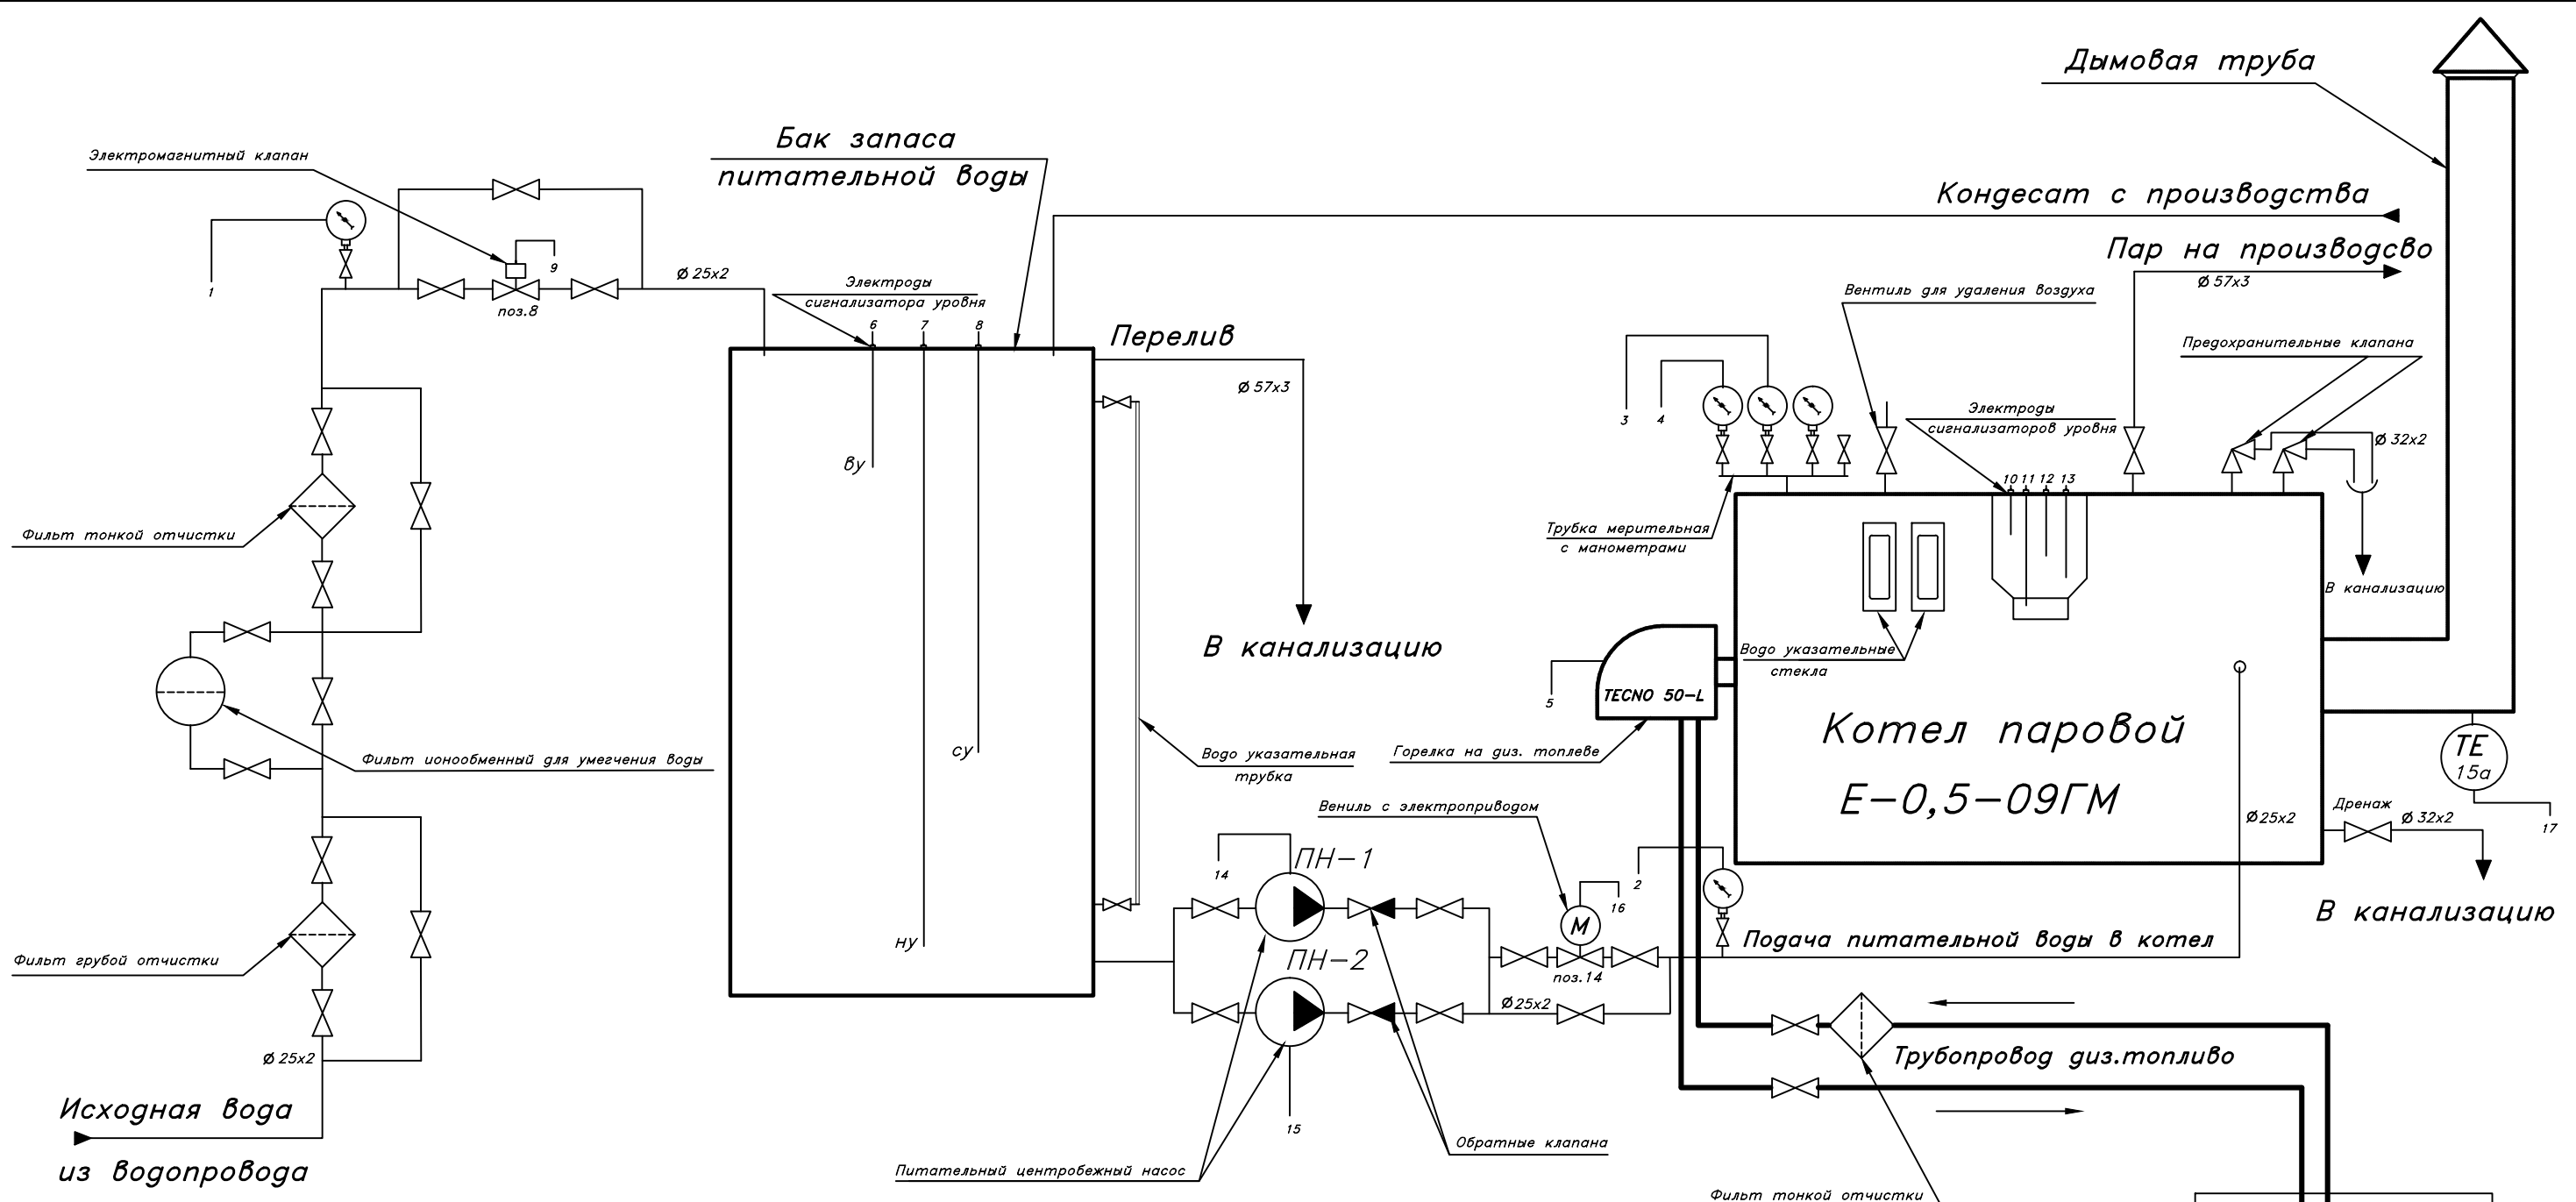 Дымовая труба
Бак запаса
питательной воды
Электромагнитный клапан
Кондесат с производства
Пар на производсво
Ø 57x3
1
9
поз.8
Ø 25x2
Электроды
сигнализатора уровня
6
7
8
Вентиль для удаления воздуха
Перелив
Ø 57x3
Предохранительные клапана
3
4
Электроды
сигнализаторов уровня
Ø 32x2
ву
10
11
12
13
Фильт тонкой отчистки
Трубка мерительная
с манометрами
В канализацию
В канализацию
Водо указательные
стекла
5
TECNO 50-L
Котел паровой
Е-0,5-09ГМ
Фильт ионообменный для умегчения воды
су
Водо указательная
трубка
Горелка на диз. топлеве
TE
15а
Вениль с электроприводом
Дренаж
Ø 32x2
Ø25x2
17
ПН-1
14
2
16
М
В канализацию
ну
Фильт грубой отчистки
ПН-2
Подача питательной воды в котел
поз.14
Ø25x2
Ø 25x2
Трубопровод диз.топливо
Исходная вода
из водопровода
15
Обратные клапана
Питательный центробежный насос
Фильт тонкой отчистки